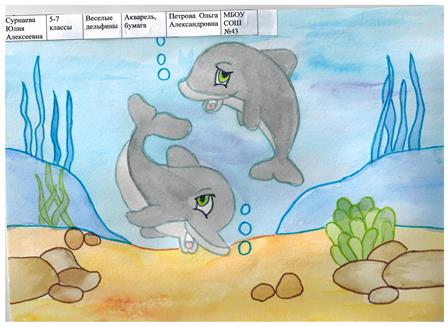 Сурнаева Юлия Алексеевна
5-7 классы
Веселые дельфины
Акварель, бумага
Петрова Ольга Александровна
МБОУ СОШ №43